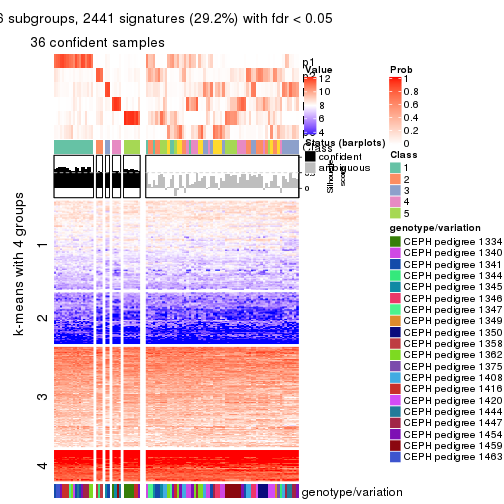 6 subgroups, 2441 signatures (29.2%) with fdr < 0.05
36 confident samples
p1
Value
12
10
8
6
4
Prob
1
0.8
0.6
0.4
0.2
0
Class
Status (barplots)
confident
ambiguous
0
Silhouette
score
Class
1
2
3
4
5
k-means with 4 groups
1
2
3
4
genotype/variation
CEPH pedigree 1334
CEPH pedigree 1340
CEPH pedigree 1341
CEPH pedigree 1344
CEPH pedigree 1345
CEPH pedigree 1346
CEPH pedigree 1347
CEPH pedigree 1349
CEPH pedigree 1350
CEPH pedigree 1358
CEPH pedigree 1362
CEPH pedigree 1375
CEPH pedigree 1408
CEPH pedigree 1416
CEPH pedigree 1420
CEPH pedigree 1444
CEPH pedigree 1447
CEPH pedigree 1454
CEPH pedigree 1459
CEPH pedigree 1463
genotype/variation